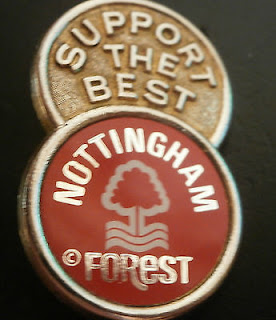 SUPPORT
THE
BEST
NOTTINGHAM
© FOReST